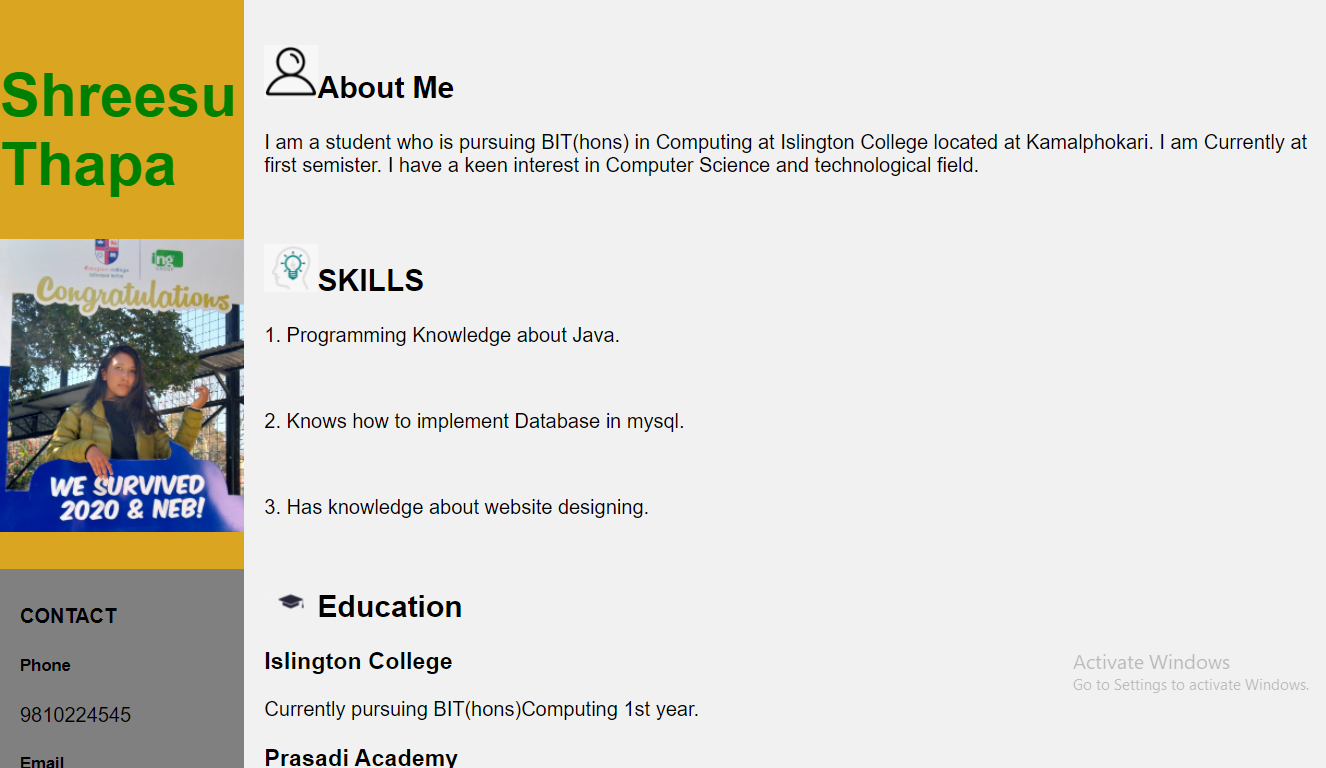 Shreesu
Thapa
ing
GROUP
Congratulations
WE SURVIVED
2020 & NEB!
CONTACT
Phone
9810224545
Email
About Me
I am a student who is pursuing BIT(hons) in Computing at Islington College located at Kamalphokari. I am Currently at
first semister. I have a keen interest in Computer Science and technological field.
SKILLS
1. Programming Knowledge about Java.
2. Knows how to implement Database in mysql.
3. Has knowledge about website designing.
Education
Islington College
Currently pursuing BIT(hons)Computing 1st year.
Prasadi Academy
Activate Windows
Go to Settings to activate Windows.